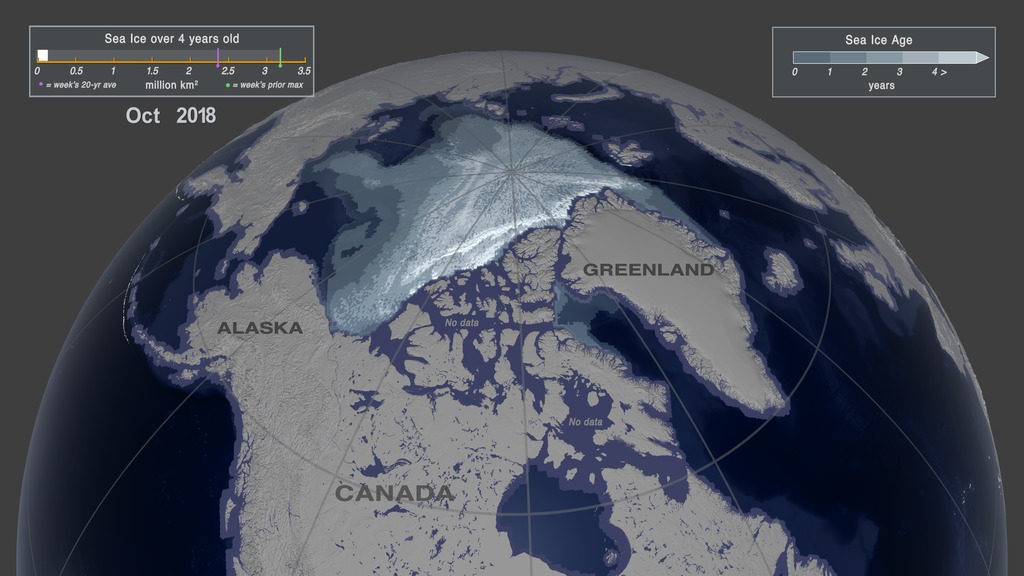 Sea Ice over 4 years old
0 0.5 1 1.5 2 2.5 3 3.5
= week's 20-yr ave million km² = week's prior max
Oct 2018
Sea Ice Age
0 1 2 3 4 >
years
GREENLAND
ALASKA
No data
No data
CANADA